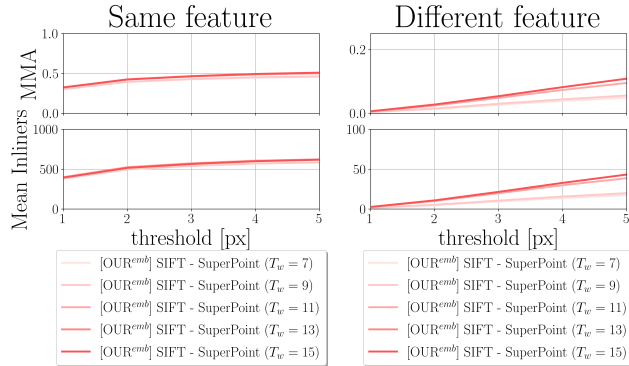 Same feature
Different feature
MMA
1.0
0.5
0.0
0.2
0.0
Mean Inliners
1000
500
0
1 2 3 4 5
threshold [px]
100
50
0
1 2 3 4 5
threshold [px]
[OUR^{emb}] SIFT - SuperPoint (T_w = 7)
[OUR^{emb}] SIFT - SuperPoint (T_w = 9)
[OUR^{emb}] SIFT - SuperPoint (T_w = 11)
[OUR^{emb}] SIFT - SuperPoint (T_w = 13)
[OUR^{emb}] SIFT - SuperPoint (T_w = 15)
[OUR^{emb}] SIFT - SuperPoint (T_w = 7)
[OUR^{emb}] SIFT - SuperPoint (T_w = 9)
[OUR^{emb}] SIFT - SuperPoint (T_w = 11)
[OUR^{emb}] SIFT - SuperPoint (T_w = 13)
[OUR^{emb}] SIFT - SuperPoint (T_w = 15)